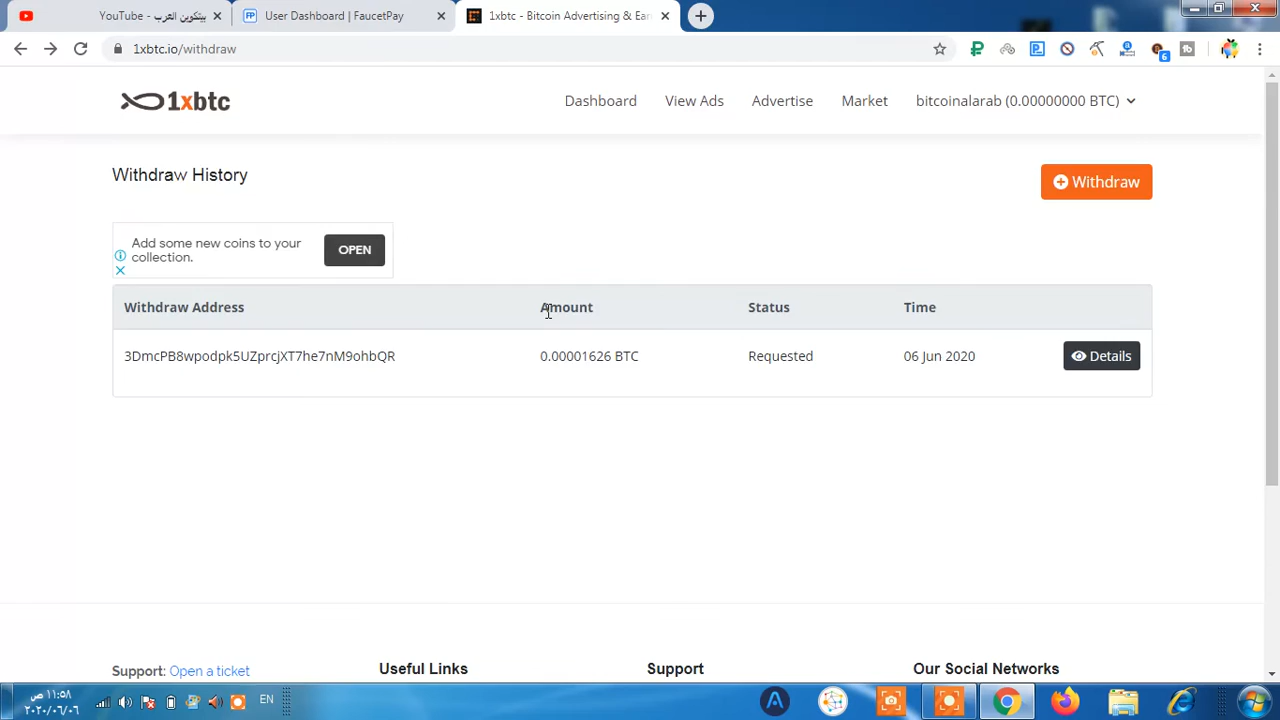 YouTube - بيتكوين العرب
User Dashboard | FaucetPay
1xbtc - Bitcoin Advertising & Ear
1xbtc.io/withdraw
6
1xbtc
Dashboard
View Ads
Advertise
Market
bitcoinalarab (0.00000000 BTC)
Withdraw History
Withdraw
Add some new coins to your
collection.
OPEN
Withdraw Address
Amount
Status
Time
3DmcPB8wpodpk5UZprcjXT7he7nM9ohbQR
0.00001626 BTC
Requested
06 Jun 2020
Details
Support: Open a ticket
Useful Links
Support
Our Social Networks
١١:٥٨ ص
٢٠٢٠/٠٦/٠٦
EN